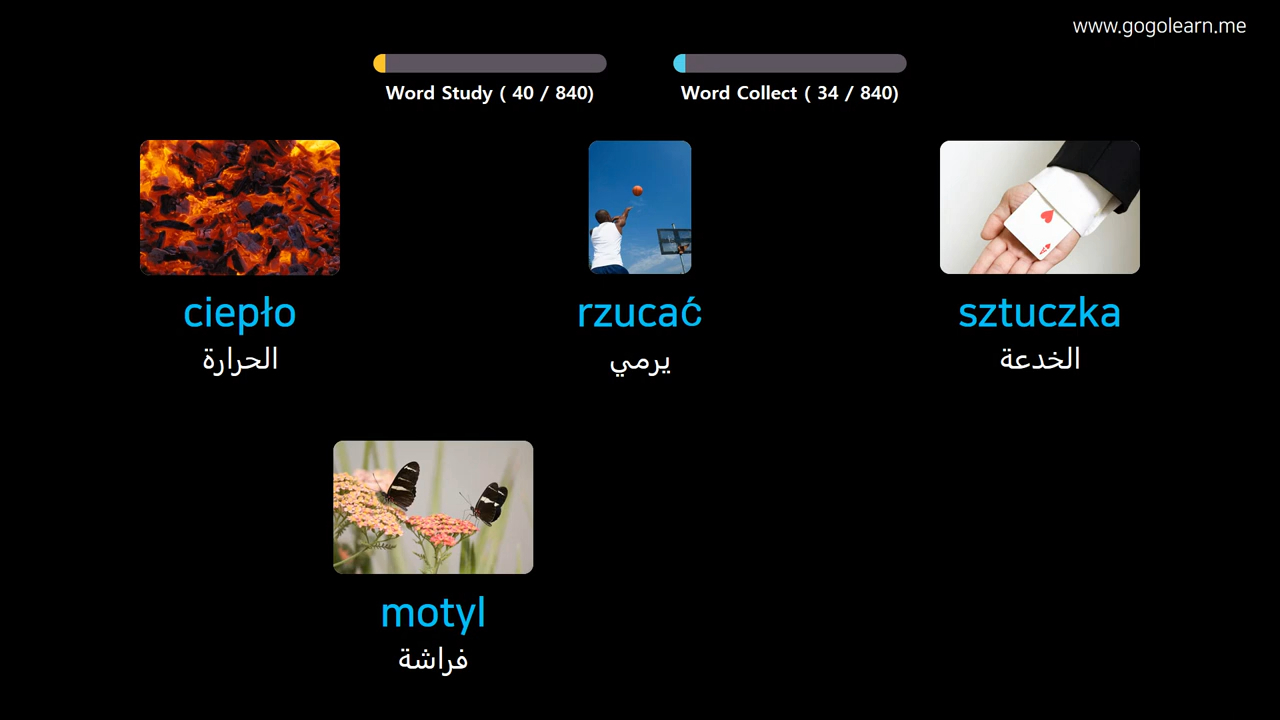 www.gogolearn.me
Word Study ( 40 / 840)
Word Collect ( 34 / 840)
ciepło
الحرارة
rzucać
يرمي
sztuczka
الخدعة
motyl
فراشة